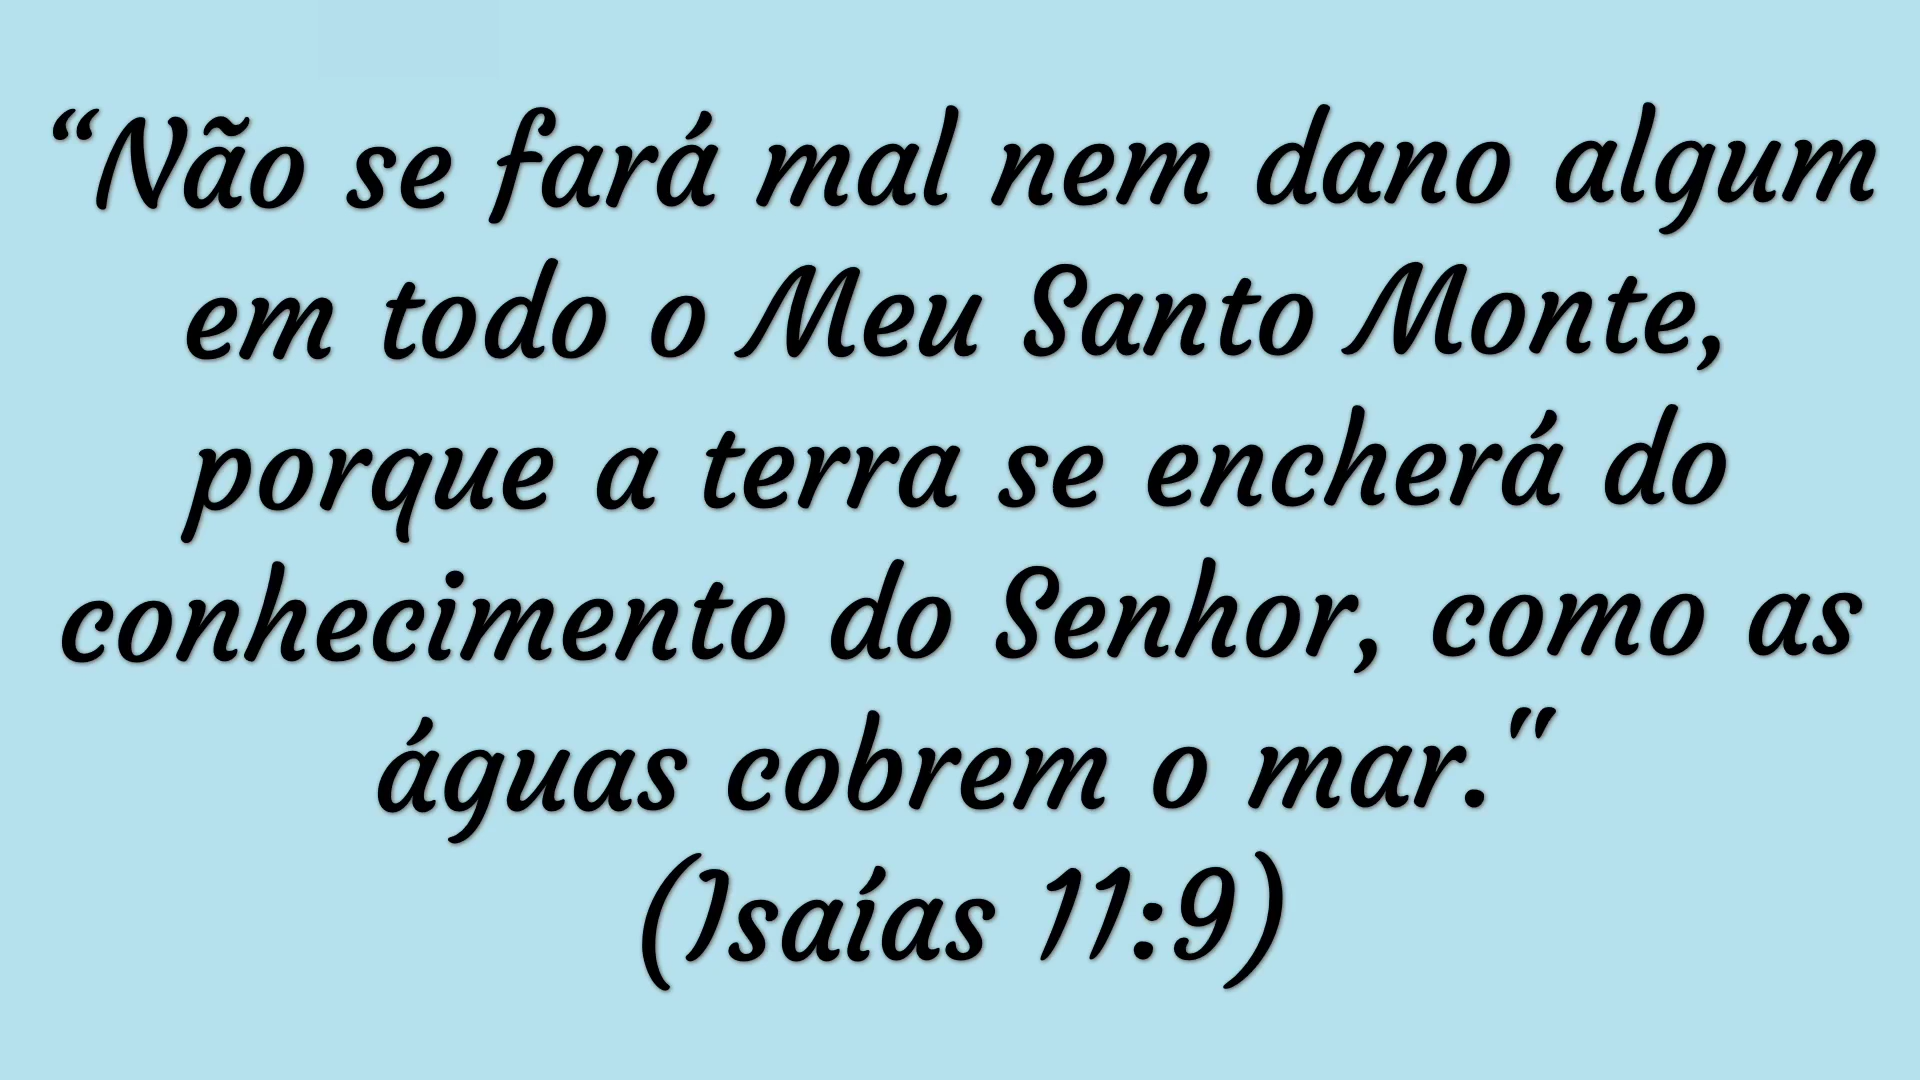 “Não se fará mal nem dano algum
em todo o Meu Santo Monte,
porque a terra se encherá do
conhecimento do Senhor, como as
águas cobrem o mar."
(Isaías 11:9)